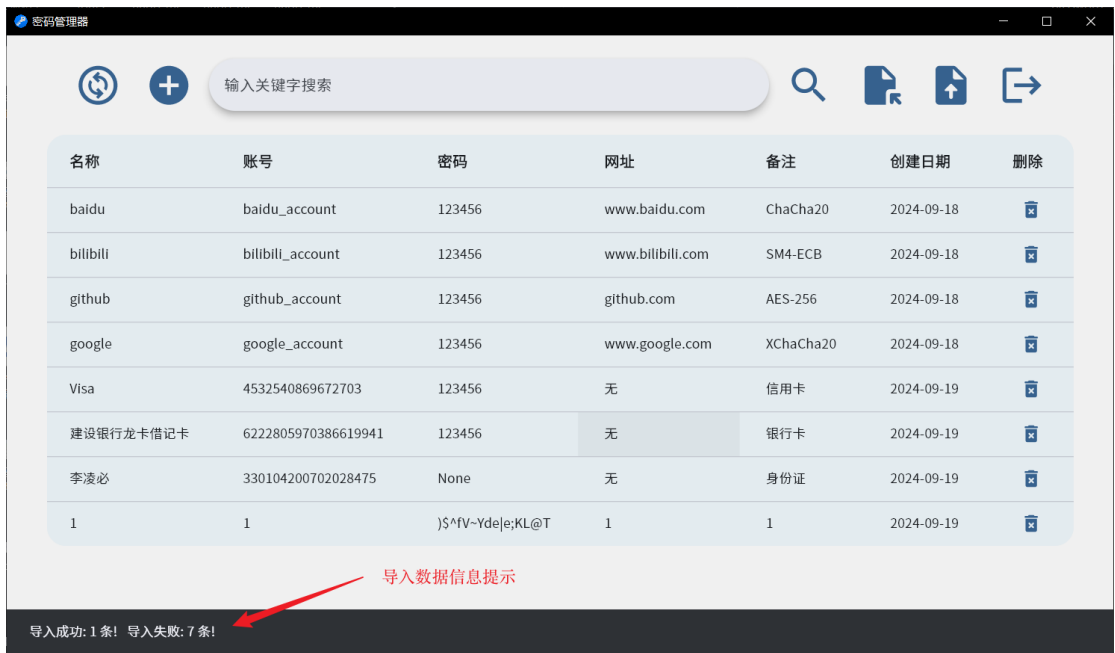 密码管理器
输入关键字搜索
名称 账号 密码 网址 备注 创建日期 删除
baidu baidu_account 123456 www.baidu.com ChaCha20 2024-09-18
bilibili bilibili_account 123456 www.bilibili.com SM4-ECB 2024-09-18
github github_account 123456 github.com AES-256 2024-09-18
google google_account 123456 www.google.com XChaCha20 2024-09-18
Visa 4532540869672703 123456 无 信用卡 2024-09-19
建设银行龙卡借记卡 6222805970386619941 123456 无 银行卡 2024-09-19
李凌必 330104200702028475 None 无 身份证 2024-09-19
1 1 )$^fV~Yde|e;KL@T 1 1 2024-09-19
导入数据信息提示
导入成功: 1 条! 导入失败: 7 条!